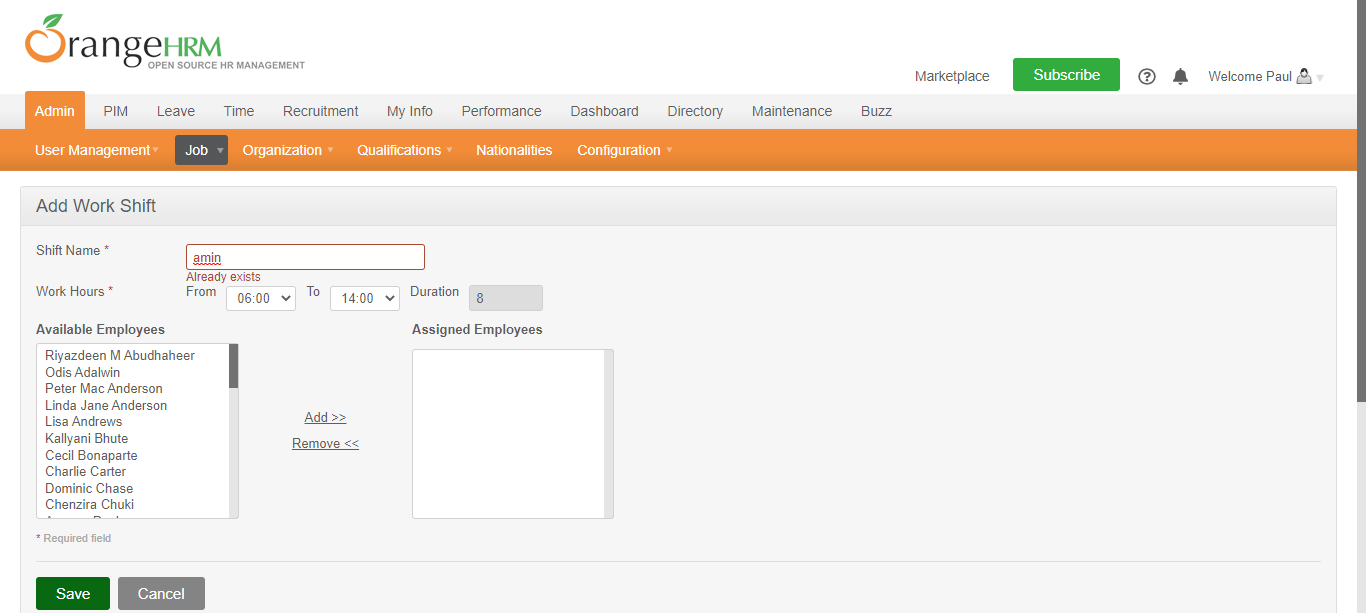 OrangeHRM
OPEN SOURCE HR MANAGEMENT
Marketplace Subscribe Welcome Paul
Admin PIM Leave Time Recruitment My Info Performance Dashboard Directory Maintenance Buzz
User Management Job Organization Qualifications Nationalities Configuration
Add Work Shift
Shift Name * amin
Already exists
Work Hours * From 06:00 To 14:00 Duration 8
Available Employees Assigned Employees
Riyazdeen M Abudhaheer
Odis Adalwin
Peter Mac Anderson
Linda Jane Anderson
Lisa Andrews
Kallyani Bhute
Cecil Bonaparte
Charlie Carter
Dominic Chase
Chenzira Chuki
Add >>
Remove <<
* Required field
Save Cancel